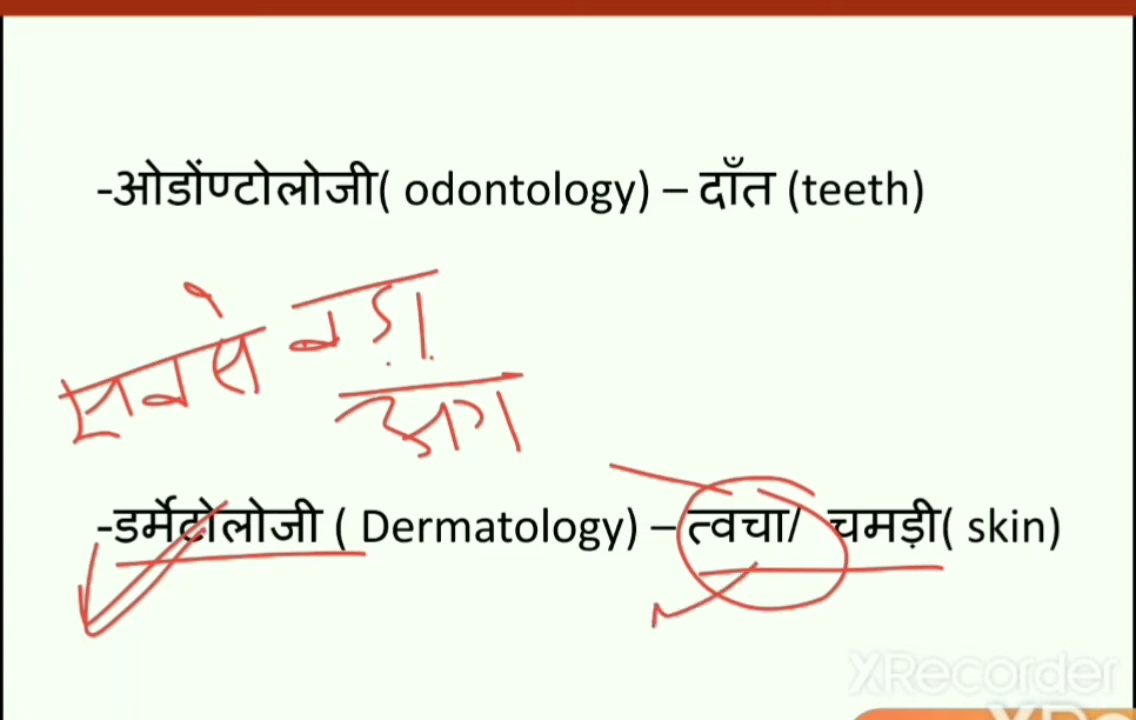 -ओडोंण्टोलोजी( odontology) – दाँत (teeth)
सबसे बड़ा
अंग
-डर्मेटोलोजी ( Dermatology) – त्वचा/ चमड़ी( skin)
XRecorder